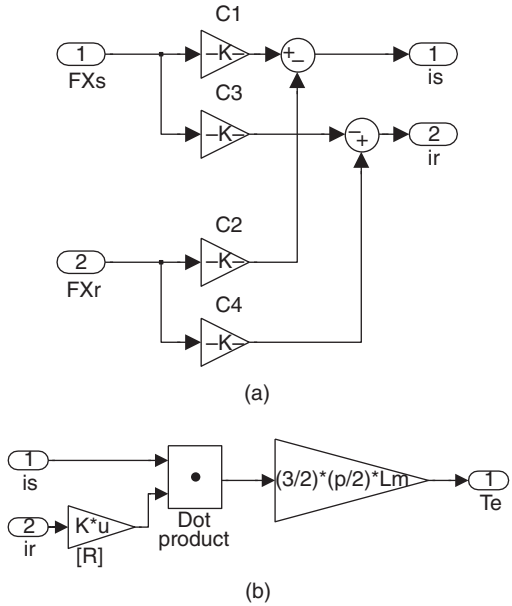 C1
1
FXs
–K–
+
–
1
is
C3
–K–
–
+
2
ir
C2
2
FXr
–K–
C4
–K–
(a)
1
is
2
ir
K*u
[R]
Dot
product
(3/2)*(p/2)*Lm
1
Te
(b)